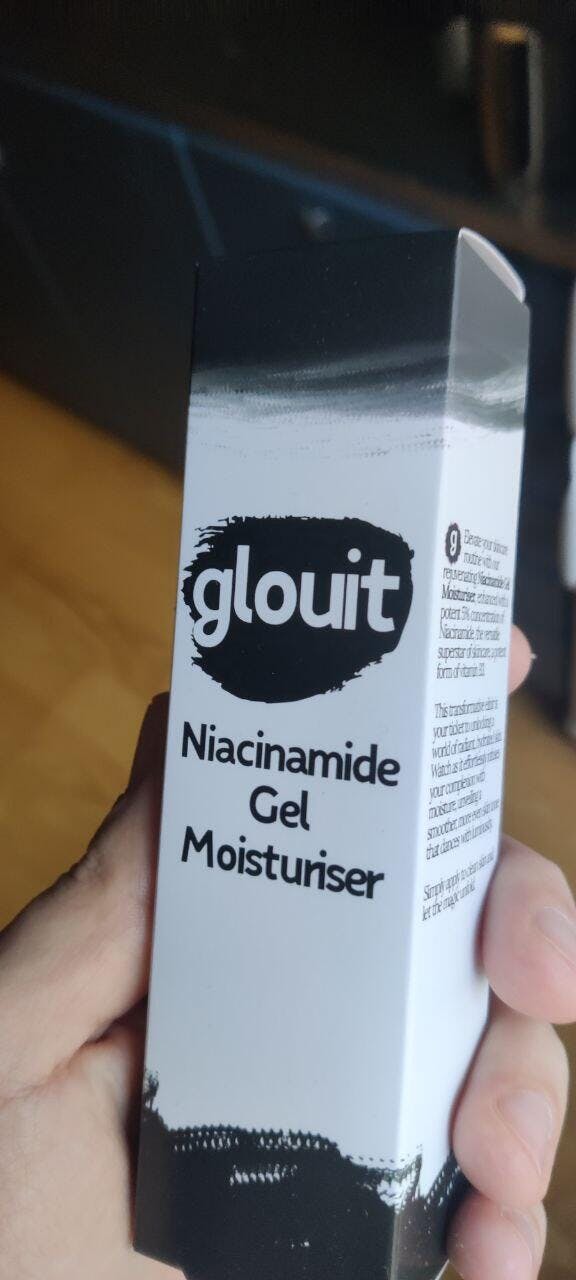 glouit
Niacinamide
Gel
Moisturiser
g
Elevate your skincare
routine with our
rejuvenating Niacinamide Gel
Moisturiser, enhanced with a
potent 5% concentration of
Niacinamide, the versatile
superstar of skincare, a potent
form of vitamin B3.
This transformative elixir is
your ticket to unlocking a
world of radiant, hydrated skin.
Watch as it effortlessly infuses
your complexion with
moisture, unveiling a
smoother, more even skin tone
that dances with luminosity.
Simply apply to clean skin and
let the magic unfold.